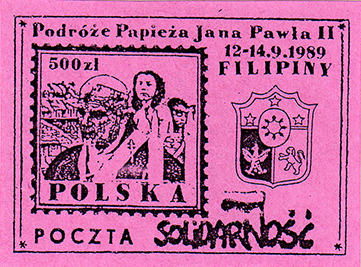 Podróże Papieża Jana Pawła II
12-14.9.1989
FILIPINY
500zł
POLSKA
POCZTA SOLIDARNOŚĆ